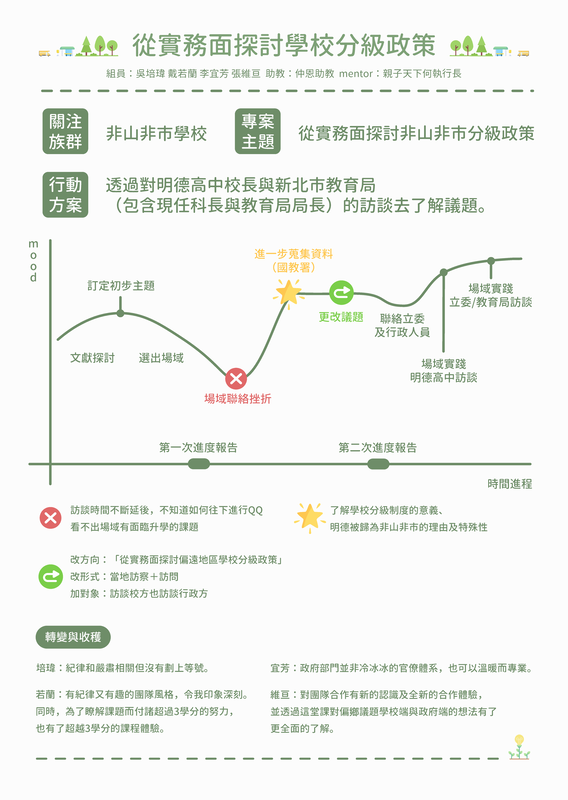 從實務面探討學校分級政策
組員：吳培瑋 戴若蘭 李宜芳 張維亘 助教：仲恩助教 mentor：親子天下何執行長
關注
族群
非山非市學校
專案
主題
從實務面探討非山非市分級政策
行動
方案
透過對明德高中校長與新北市教育局
（包含現任科長與教育局局長）的訪談去了解議題。
mood
進一步蒐集資料
（國教署）
訂定初步主題
場域實踐
立委/教育局訪談
更改議題
聯絡立委
及行政人員
文獻探討
選出場域
場域實踐
明德高中訪談
場域聯絡挫折
第一次進度報告
第二次進度報告
時間進程
訪談時間不斷延後，不知道如何往下進行QQ
看不出場域有面臨升學的課題
了解學校分級制度的意義、
明德被歸為非山非市的理由及特殊性
改方向：「從實務面探討偏遠地區學校分級政策」
改形式：當地訪察＋訪問
加對象：訪談校方也訪談行政方
轉變與收穫
培瑋：紀律和嚴肅相關但沒有劃上等號。
宜芳：政府部門並非冷冰冰的官僚體系，也可以溫暖而專業。
若蘭：有紀律又有趣的團隊風格，令我印象深刻。
同時，為了瞭解課題而付諸超過3學分的努力，
也有了超越3學分的課程體驗。
維亘：對團隊合作有新的認識及全新的合作體驗，
並透過這堂課對偏鄉議題學校端與政府端的想法有了
更全面的了解。